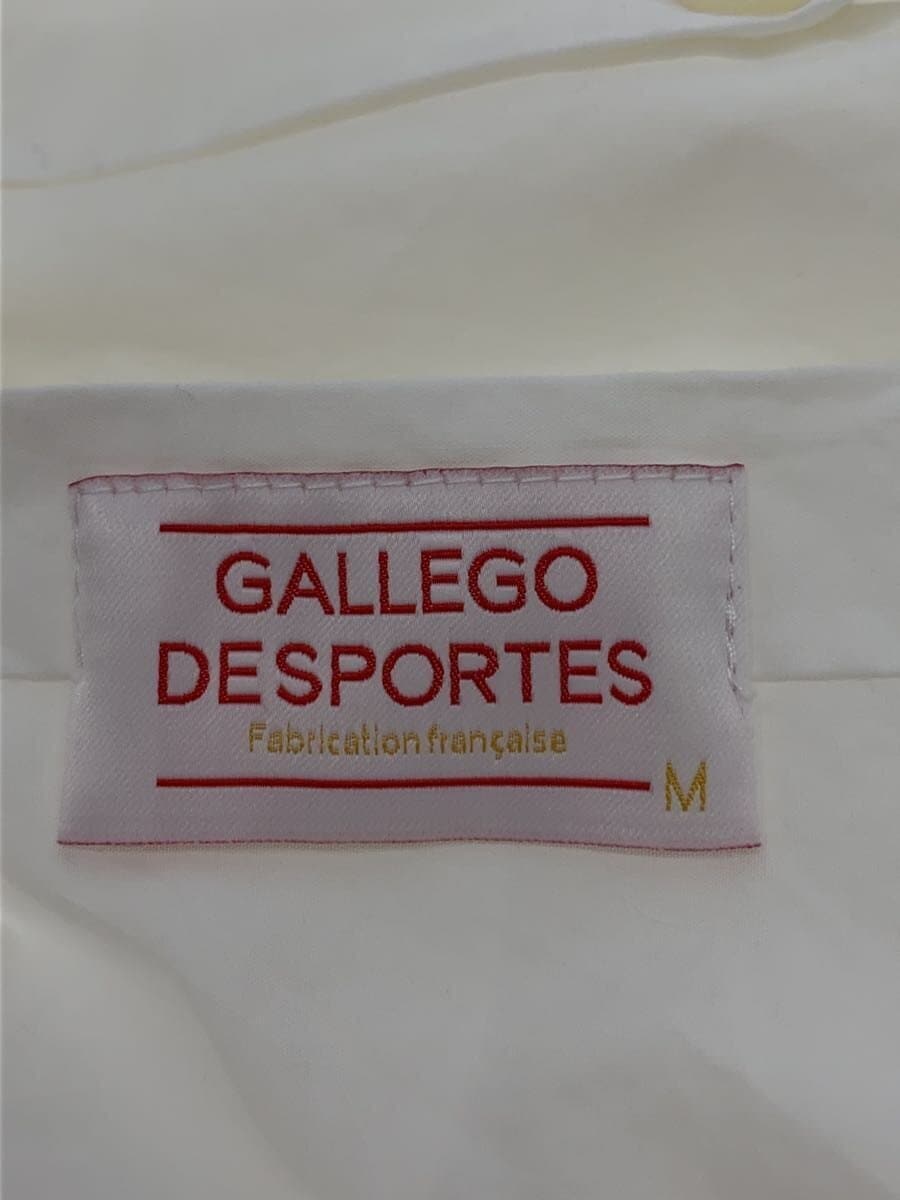 GALLEGO
DESPORTES
Fabrication française
M